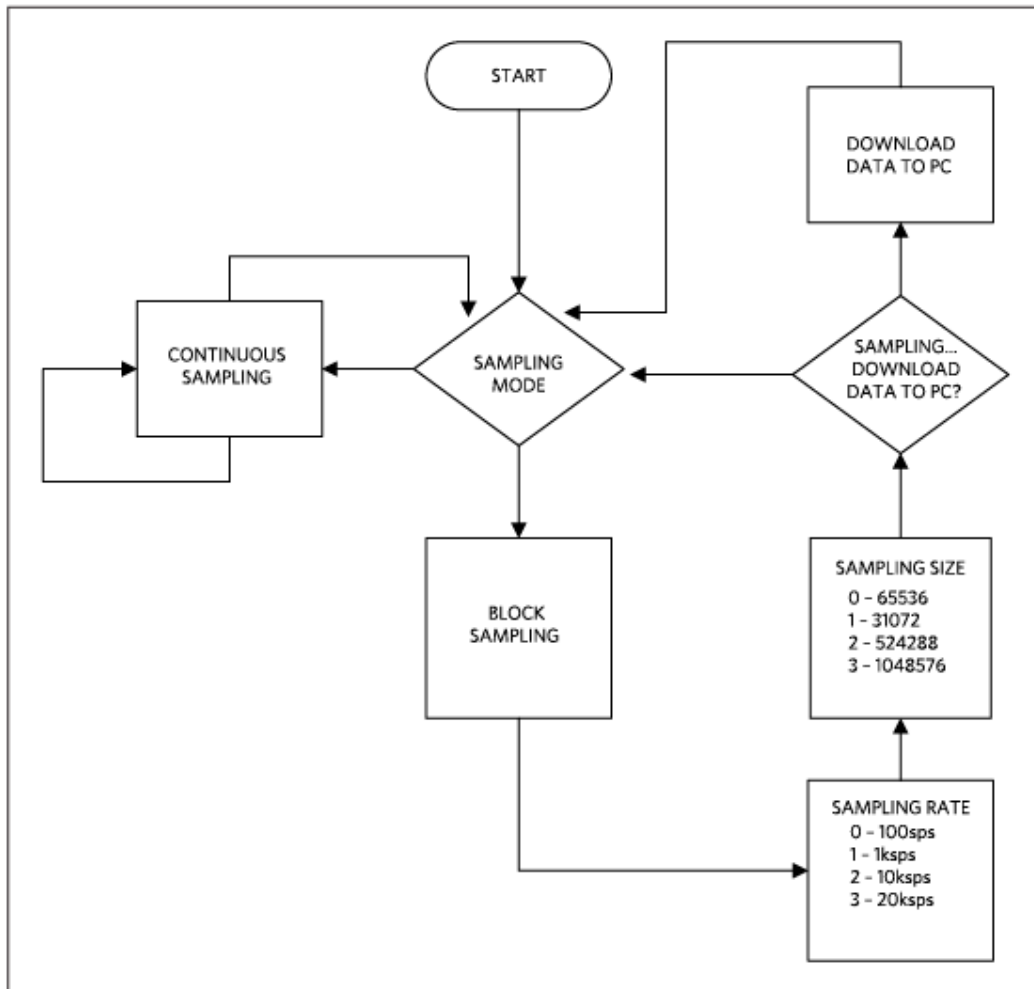 START
DOWNLOAD
DATA TO PC
CONTINUOUS
SAMPLING
SAMPLING
MODE
SAMPLING...
DOWNLOAD
DATA TO PC?
BLOCK
SAMPLING
SAMPLING SIZE
0 – 65536
1 – 31072
2 – 524288
3 – 1048576
SAMPLING RATE
0 – 100sps
1 – 1ksps
2 – 10ksps
3 – 20ksps